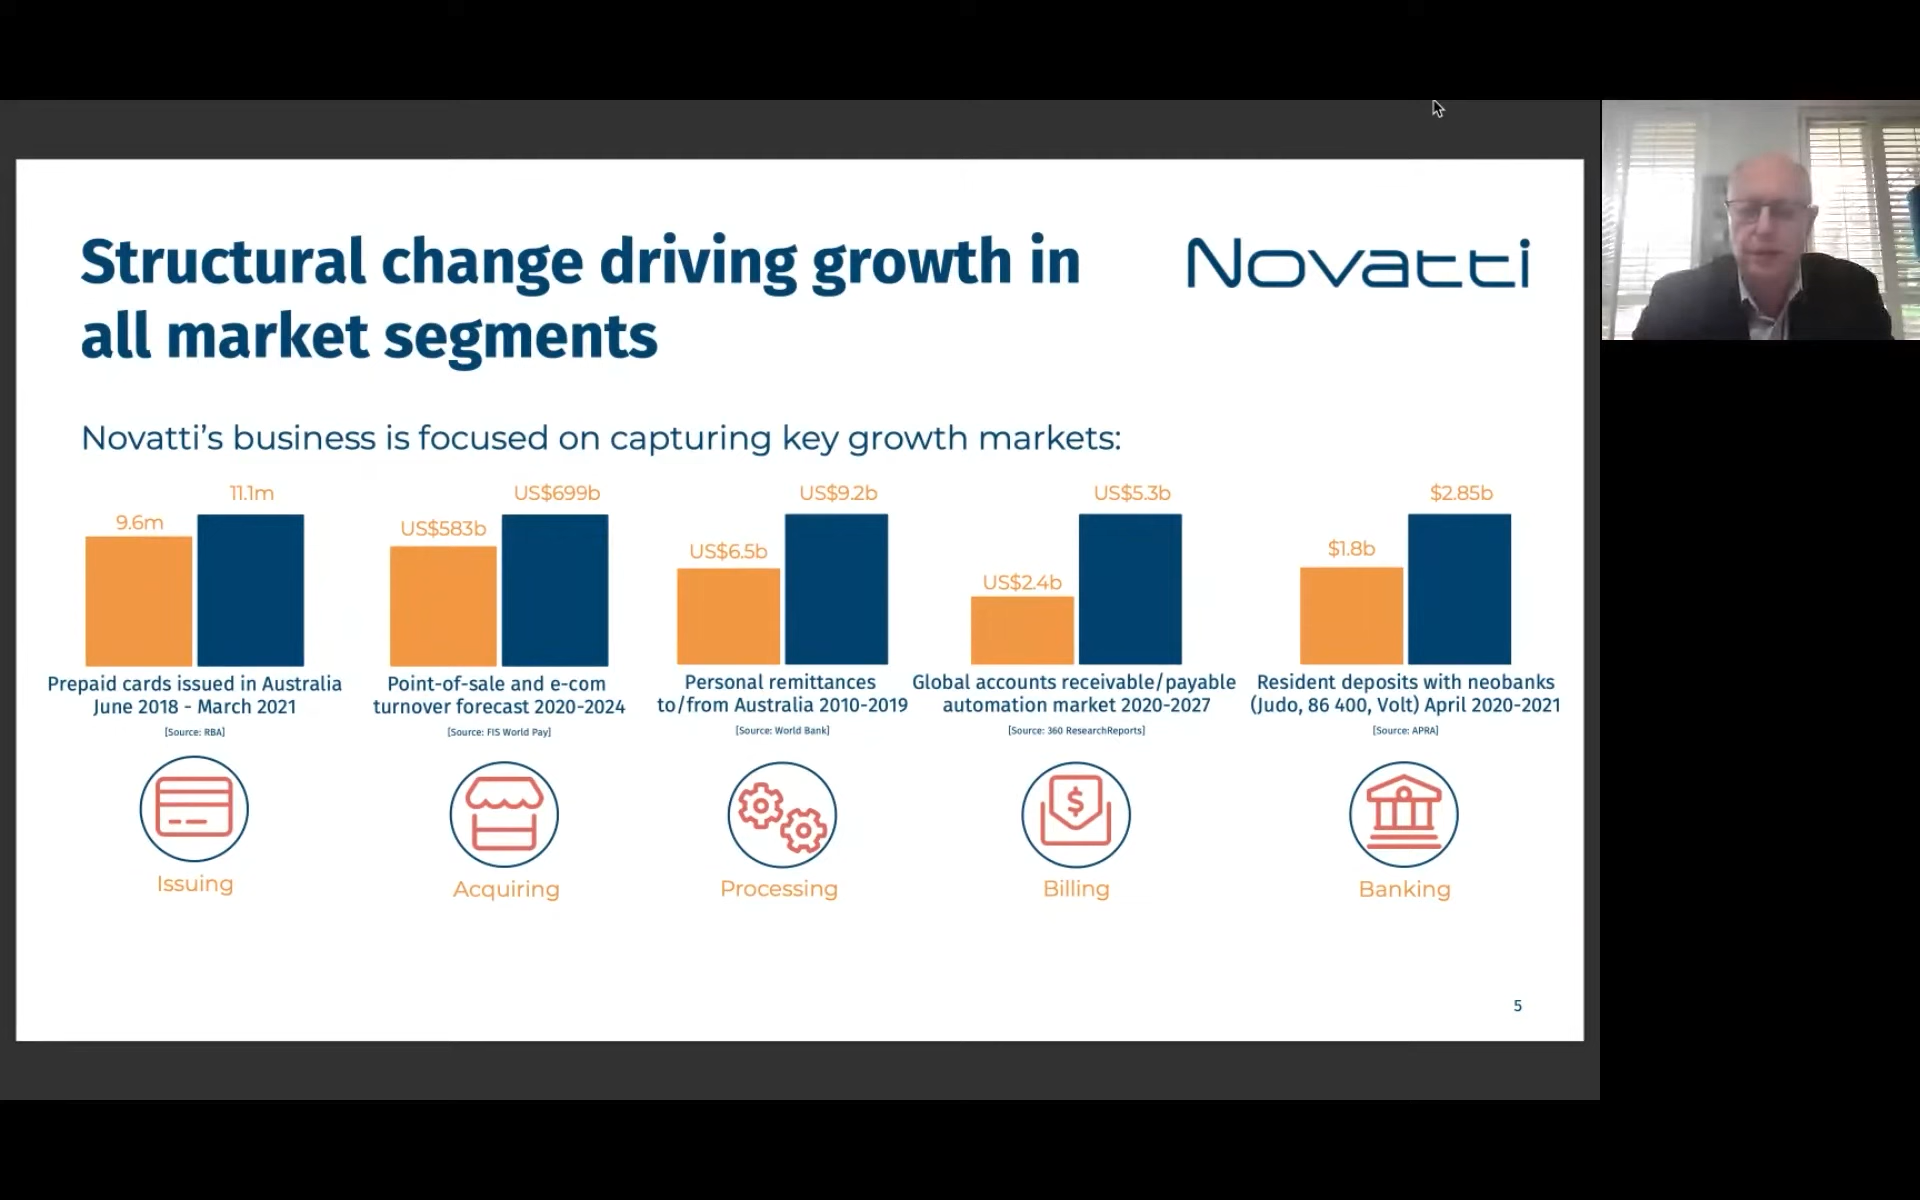 Structural change driving growth in
all market segments
Novatti
Novatti's business is focused on capturing key growth markets:
9.6m
11.1m
Prepaid cards issued in Australia
June 2018 - March 2021
[Source: RBA]
Issuing
US$583b
US$699b
Point-of-sale and e-com
turnover forecast 2020-2024
[Source: FIS World Pay]
Acquiring
US$6.5b
US$9.2b
Personal remittances
to/from Australia 2010-2019
[Source: World Bank]
Processing
US$2.4b
US$5.3b
Global accounts receivable/payable
automation market 2020-2027
[Source: 360 ResearchReports]
$
Billing
$1.8b
$2.85b
Resident deposits with neobanks
(Judo, 86 400, Volt) April 2020-2021
[Source: APRA]
Banking
5